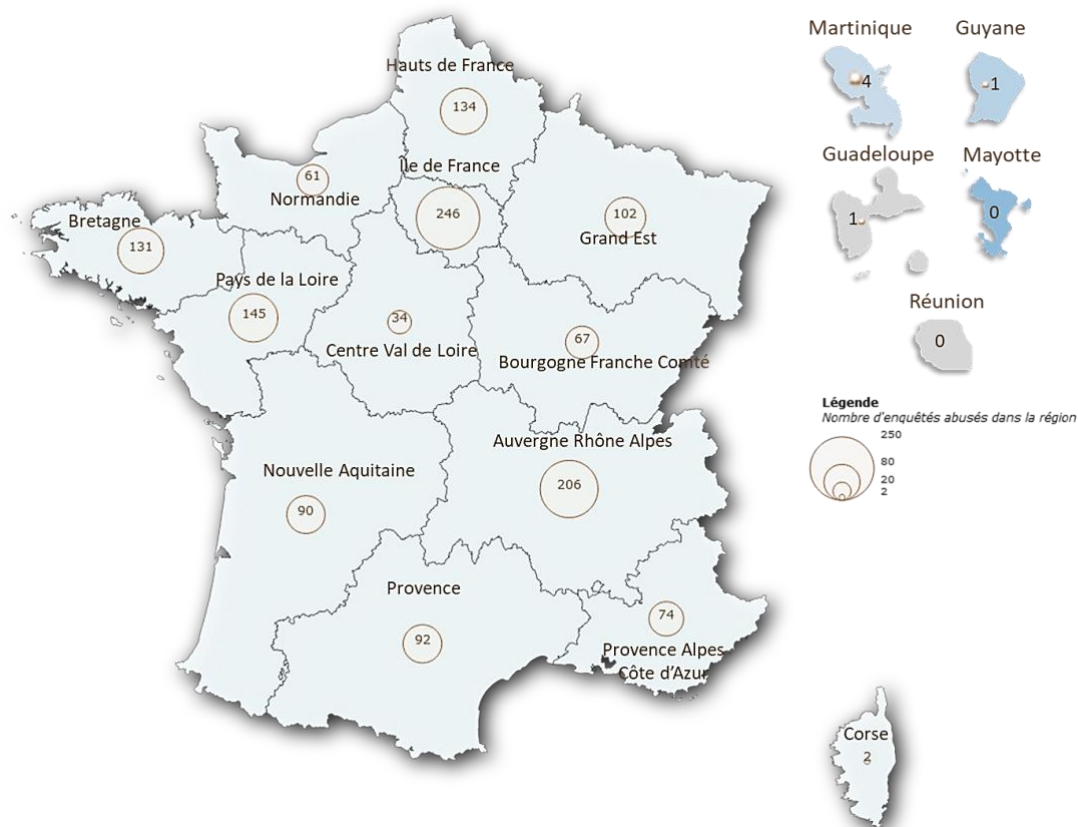 Martinique
Guyane
4
1
Hauts de France
134
Île de France
246
61
Normandie
102
Grand Est
Guadeloupe
Mayotte
1
0
Bretagne
131
Pays de la Loire
145
34
Centre Val de Loire
67
Bourgogne Franche Comté
Réunion
0
Légende
Nombre d'enquêtés abusés dans la région
250
80
20
2
Auvergne Rhône Alpes
206
Nouvelle Aquitaine
90
Provence
92
74
Provence Alpes
Côte d'Azur
Corse
2